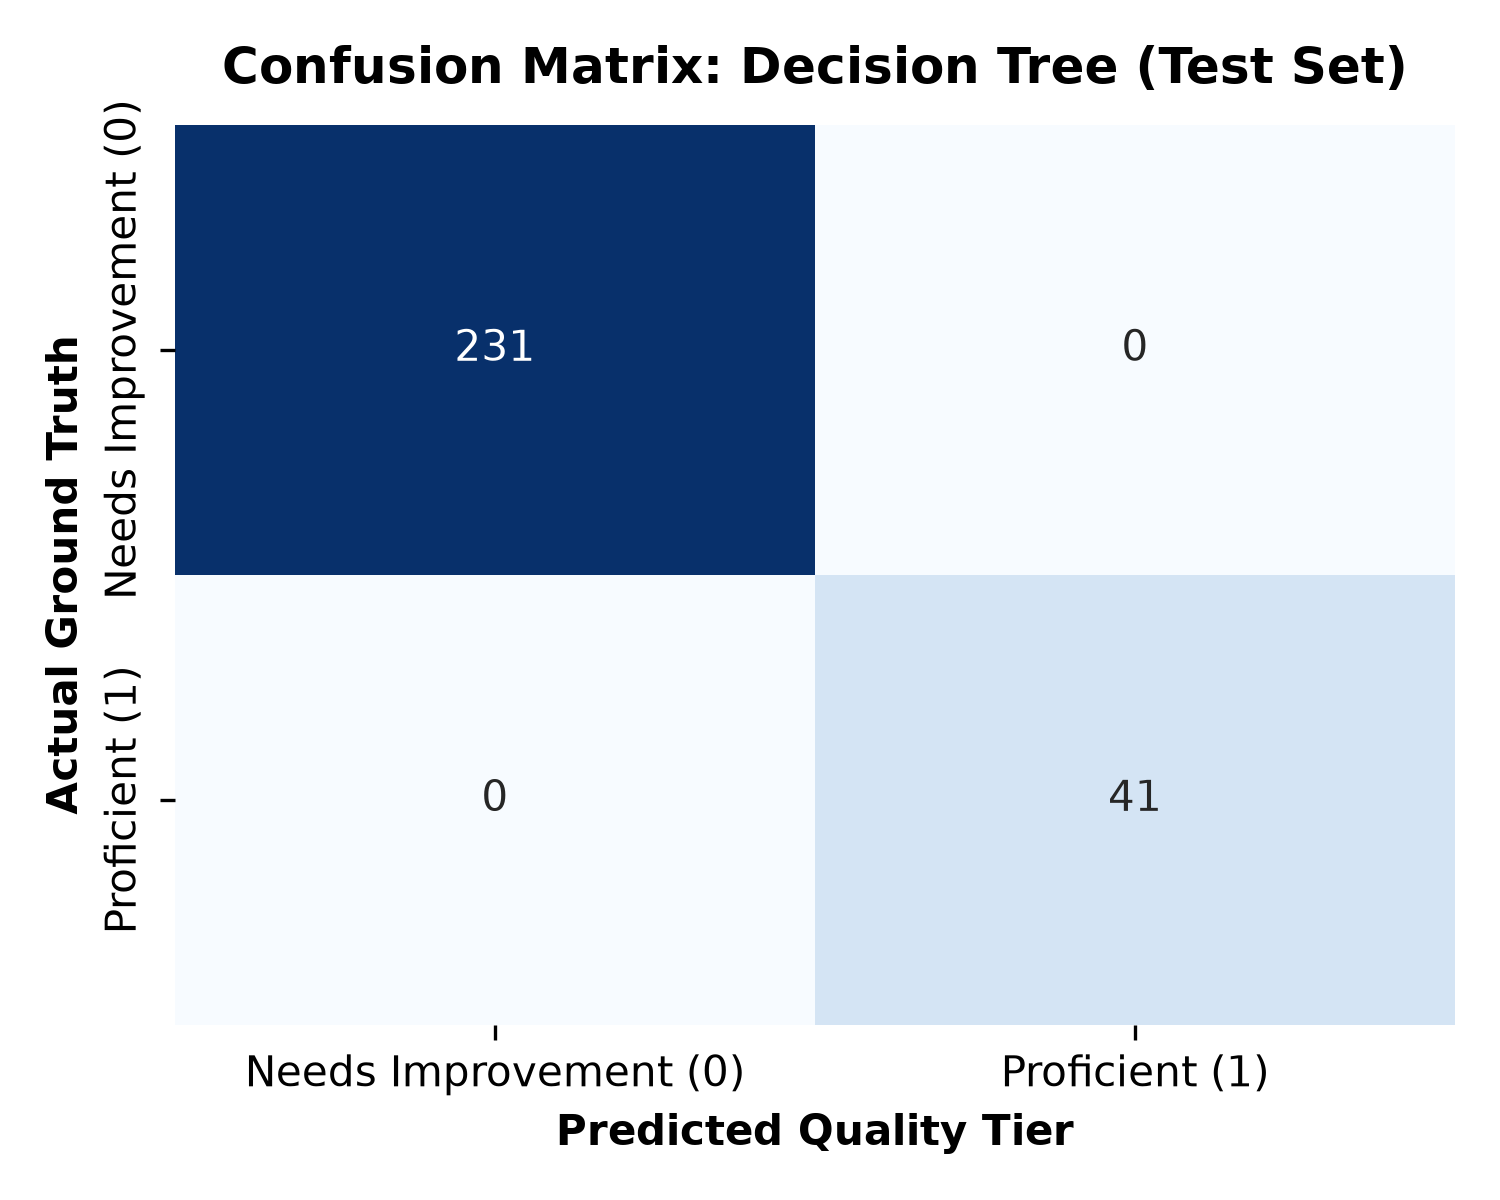 Confusion Matrix: Decision Tree (Test Set)
Actual Ground Truth
Needs Improvement (0)
231
0
Proficient (1)
0
41
Needs Improvement (0)
Proficient (1)
Predicted Quality Tier